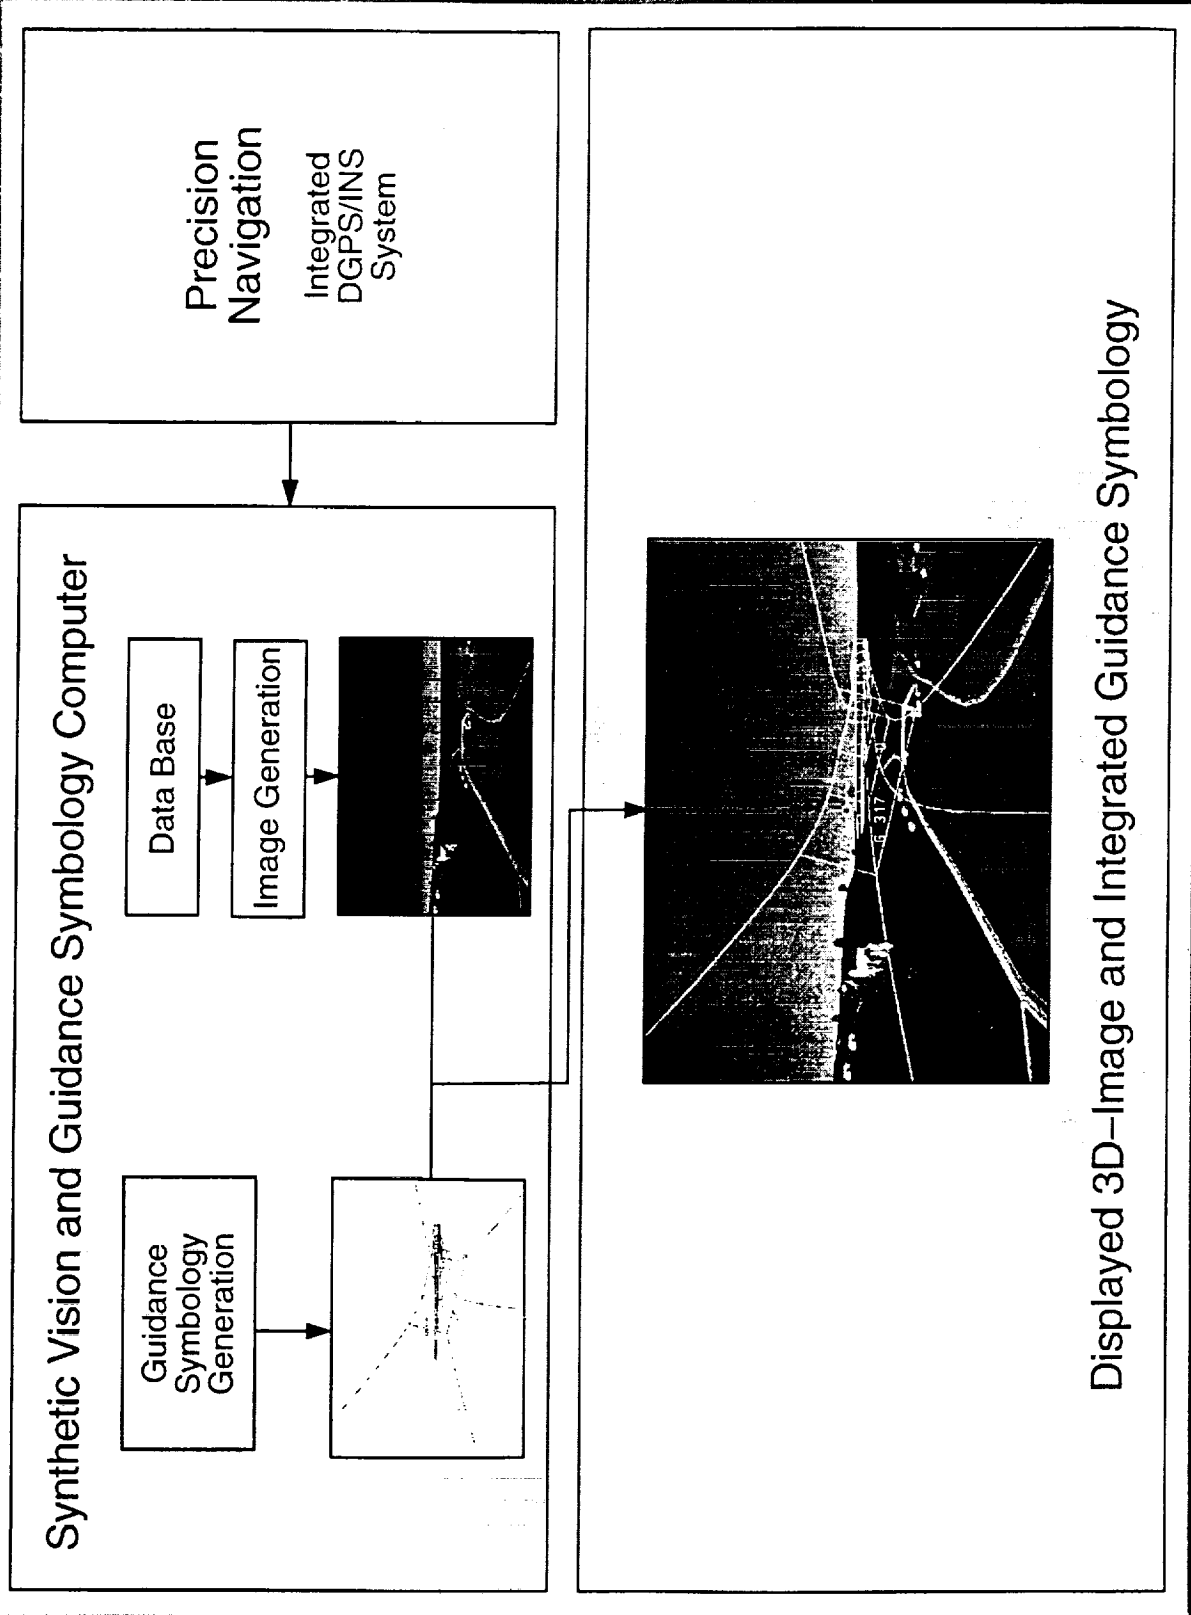 Synthetic Vision and Guidance Symbology Computer
Guidance
Symbology
Generation
Data Base
Image Generation
Precision
Navigation
Integrated
DGPS/INS
System
317
Displayed 3D–Image and Integrated Guidance Symbology